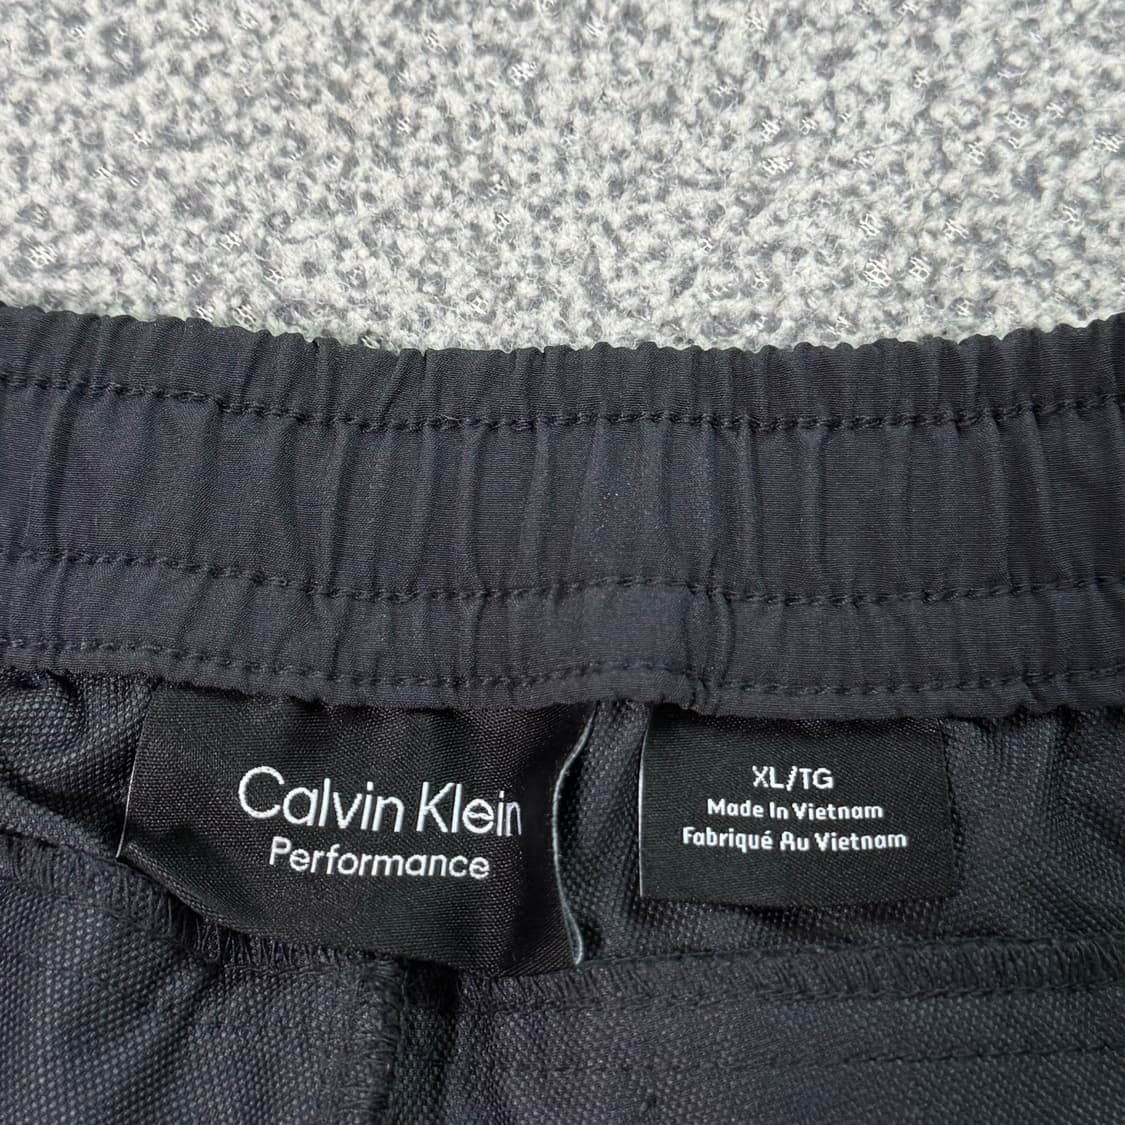 Calvin Klein
Performance
XL/TG
Made In Vietnam
Fabriqué Au Vietnam